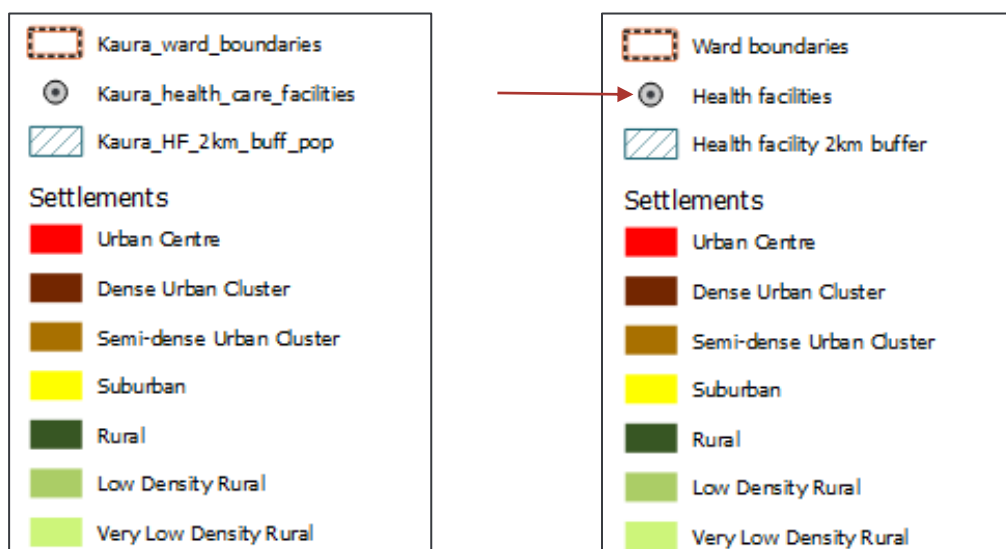 Kaura_ward_boundaries
Kaura_health_care_facilities
Kaura_HF_2km_buff_pop
Settlements
Urban Centre
Dense Urban Cluster
Semi-dense Urban Cluster
Suburban
Rural
Low Density Rural
Very Low Density Rural
Ward boundaries
Health facilities
Health facility 2km buffer
Settlements
Urban Centre
Dense Urban Cluster
Semi-dense Urban Cluster
Suburban
Rural
Low Density Rural
Very Low Density Rural